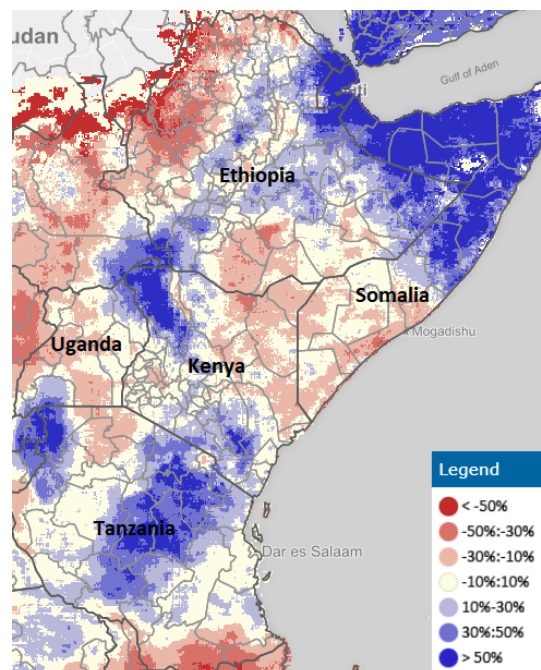 udan
Gulf of Aden
Ethiopia
Somalia
Mogadishu
Uganda
Kenya
Tanzania
Dar es Salaam
Legend
< -50%
-50%:-30%
-30%:-10%
-10%:10%
10%-30%
30%:50%
> 50%